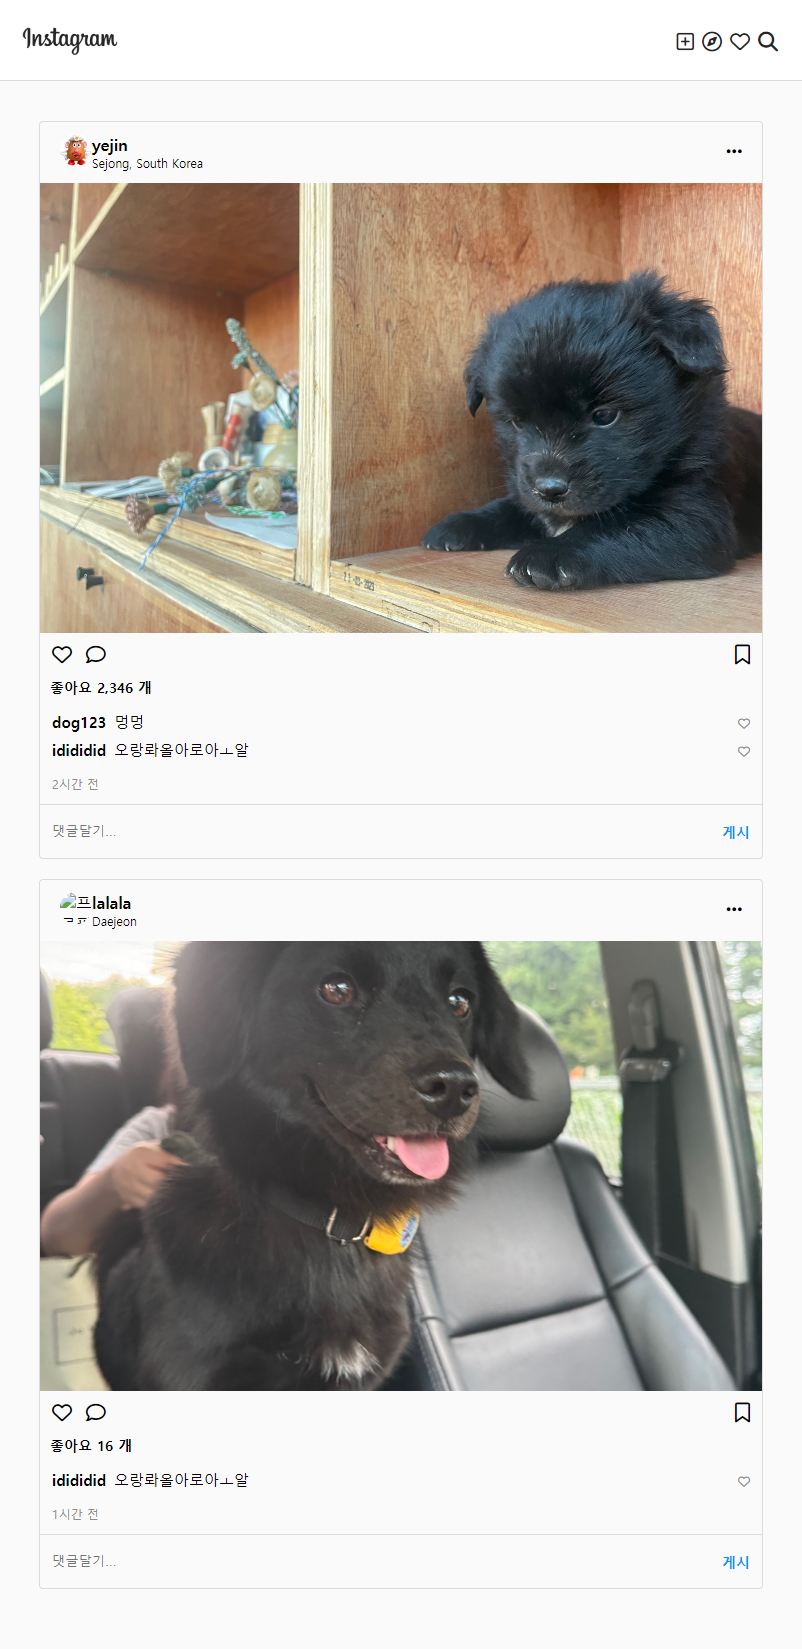 Instagram
yejin
Sejong, South Korea
좋아요 2,346 개
dog123 멍멍
idididid 오랑롸올아로아ㅗ알
2시간 전
댓글달기...
게시
프lalala
Daejeon
좋아요 16 개
idididid 오랑롸올아로아ㅗ알
1시간 전
댓글달기...
게시